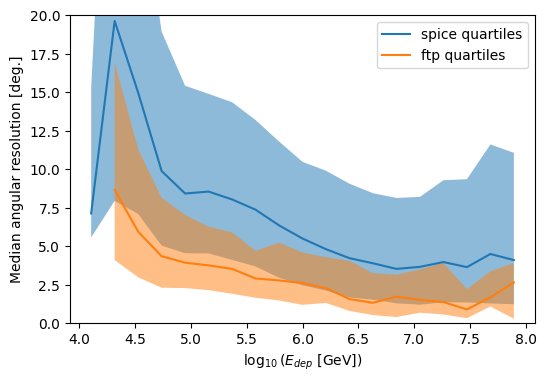 20.0
17.5
15.0
12.5
10.0
7.5
5.0
2.5
0.0
Median angular resolution [deg.]
spice quartiles
ftp quartiles
4.0 4.5 5.0 5.5 6.0 6.5 7.0 7.5 8.0
log₁₀(E_dep [GeV])